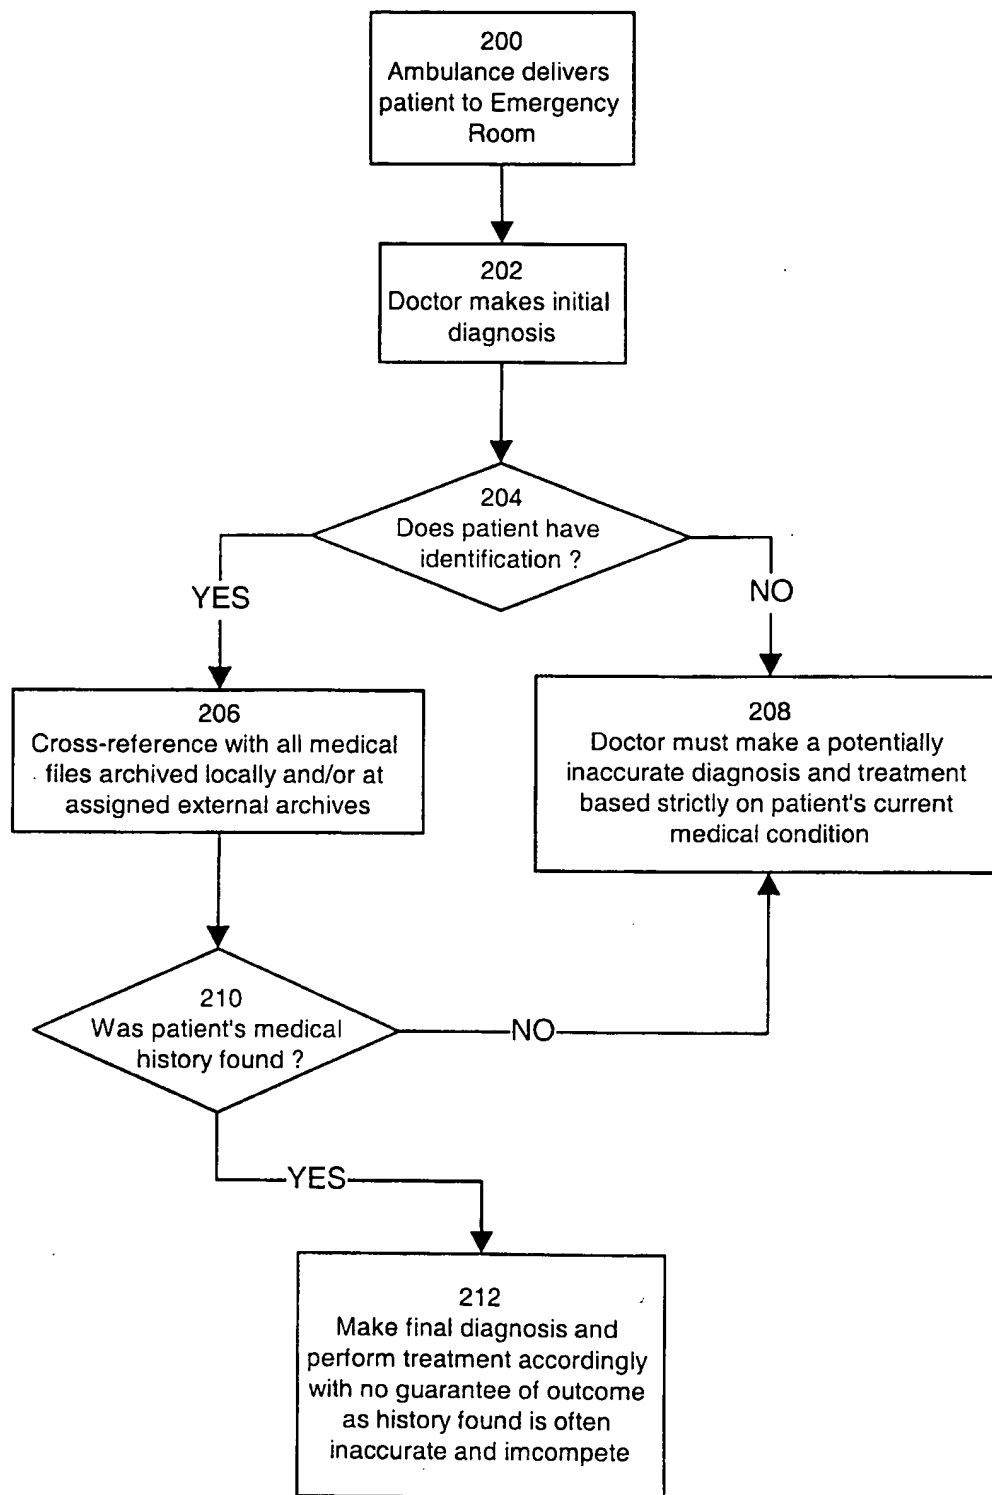 200
Ambulance delivers
patient to Emergency
Room
202
Doctor makes initial
diagnosis
204
Does patient have
identification ?
YES
NO
206
Cross-reference with all medical
files archived locally and/or at
assigned external archives
208
Doctor must make a potentially
inaccurate diagnosis and treatment
based strictly on patient's current
medical condition
210
Was patient's medical
history found ?
NO
YES
212
Make final diagnosis and
perform treatment accordingly
with no guarantee of outcome
as history found is often
inaccurate and imcompete